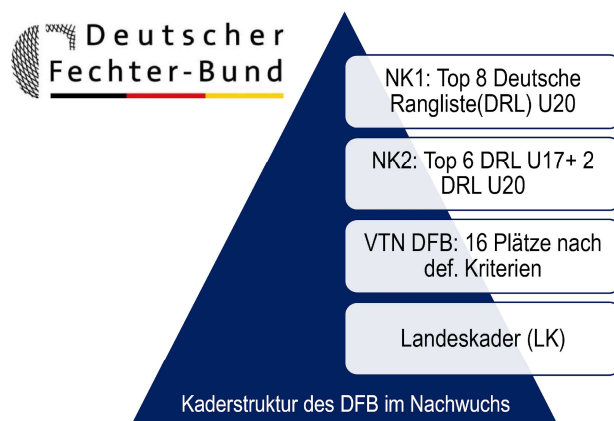 Deutscher
Fechter-Bund
NK1: Top 8 Deutsche
Rangliste(DRL) U20
NK2: Top 6 DRL U17+ 2
DRL U20
VTN DFB: 16 Plätze nach
def. Kriterien
Landeskader (LK)
Kaderstruktur des DFB im Nachwuchs